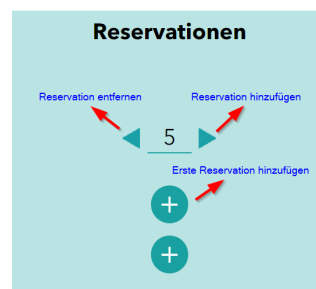 Reservationen
Reservation entfernen
Reservation hinzufügen
5
Erste Reservation hinzufügen
+
+